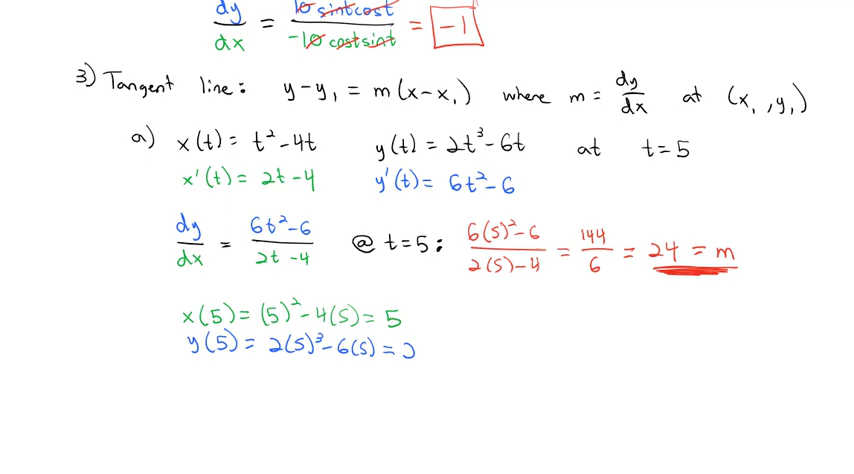 dy/dx = 10 sint cost / -10 cost sint = -1
3) Tangent line: y - y₁ = m (x - x₁) where m = dy/dx at (x₁, y₁)
a) x(t) = t² - 4t y(t) = 2t³ - 6t at t = 5
x'(t) = 2t - 4 y'(t) = 6t² - 6
dy/dx = 6t² - 6 / 2t - 4 @ t = 5: 6(5)² - 6 / 2(5) - 4 = 144 / 6 = 24 = m
x(5) = (5)² - 4(5) = 5
y(5) = 2(5)³ - 6(5) =